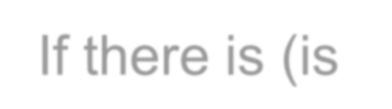 If there is (is